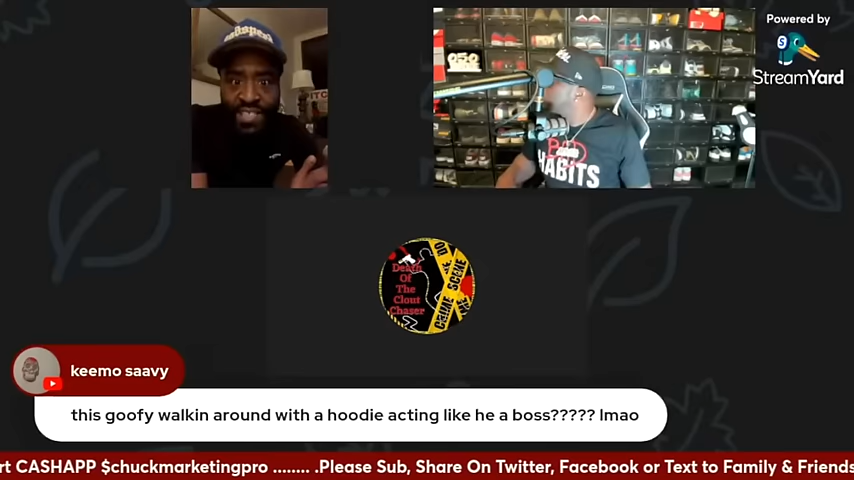 Powered by
StreamYard
BAD
HABITS
Death
Of
The
Clout
Chaser
CRIME SCENE
DO
keemo saavy
this goofy walkin around with a hoodie acting like he a boss????? lmao
rt CASHAPP $chuckmarketingpro ........ .Please Sub, Share On Twitter, Facebook or Text to Family & Friends